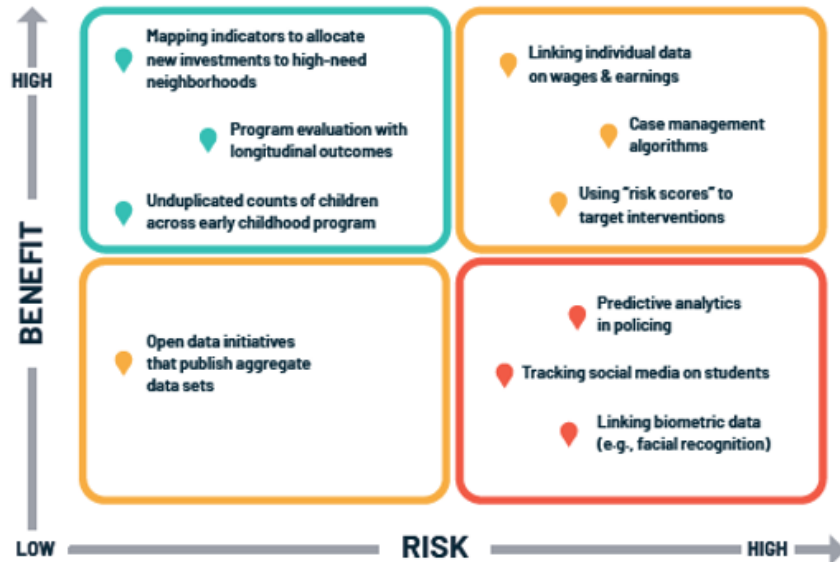 HIGH
BENEFIT
Mapping indicators to allocate
new investments to high-need
neighborhoods
Program evaluation with
longitudinal outcomes
Unduplicated counts of children
across early childhood program
Linking individual data
on wages & earnings
Case management
algorithms
Using "risk scores" to
target interventions
Open data initiatives
that publish aggregate
data sets
Predictive analytics
in policing
Tracking social media on students
Linking biometric data
(e.g., facial recognition)
LOW
RISK
HIGH